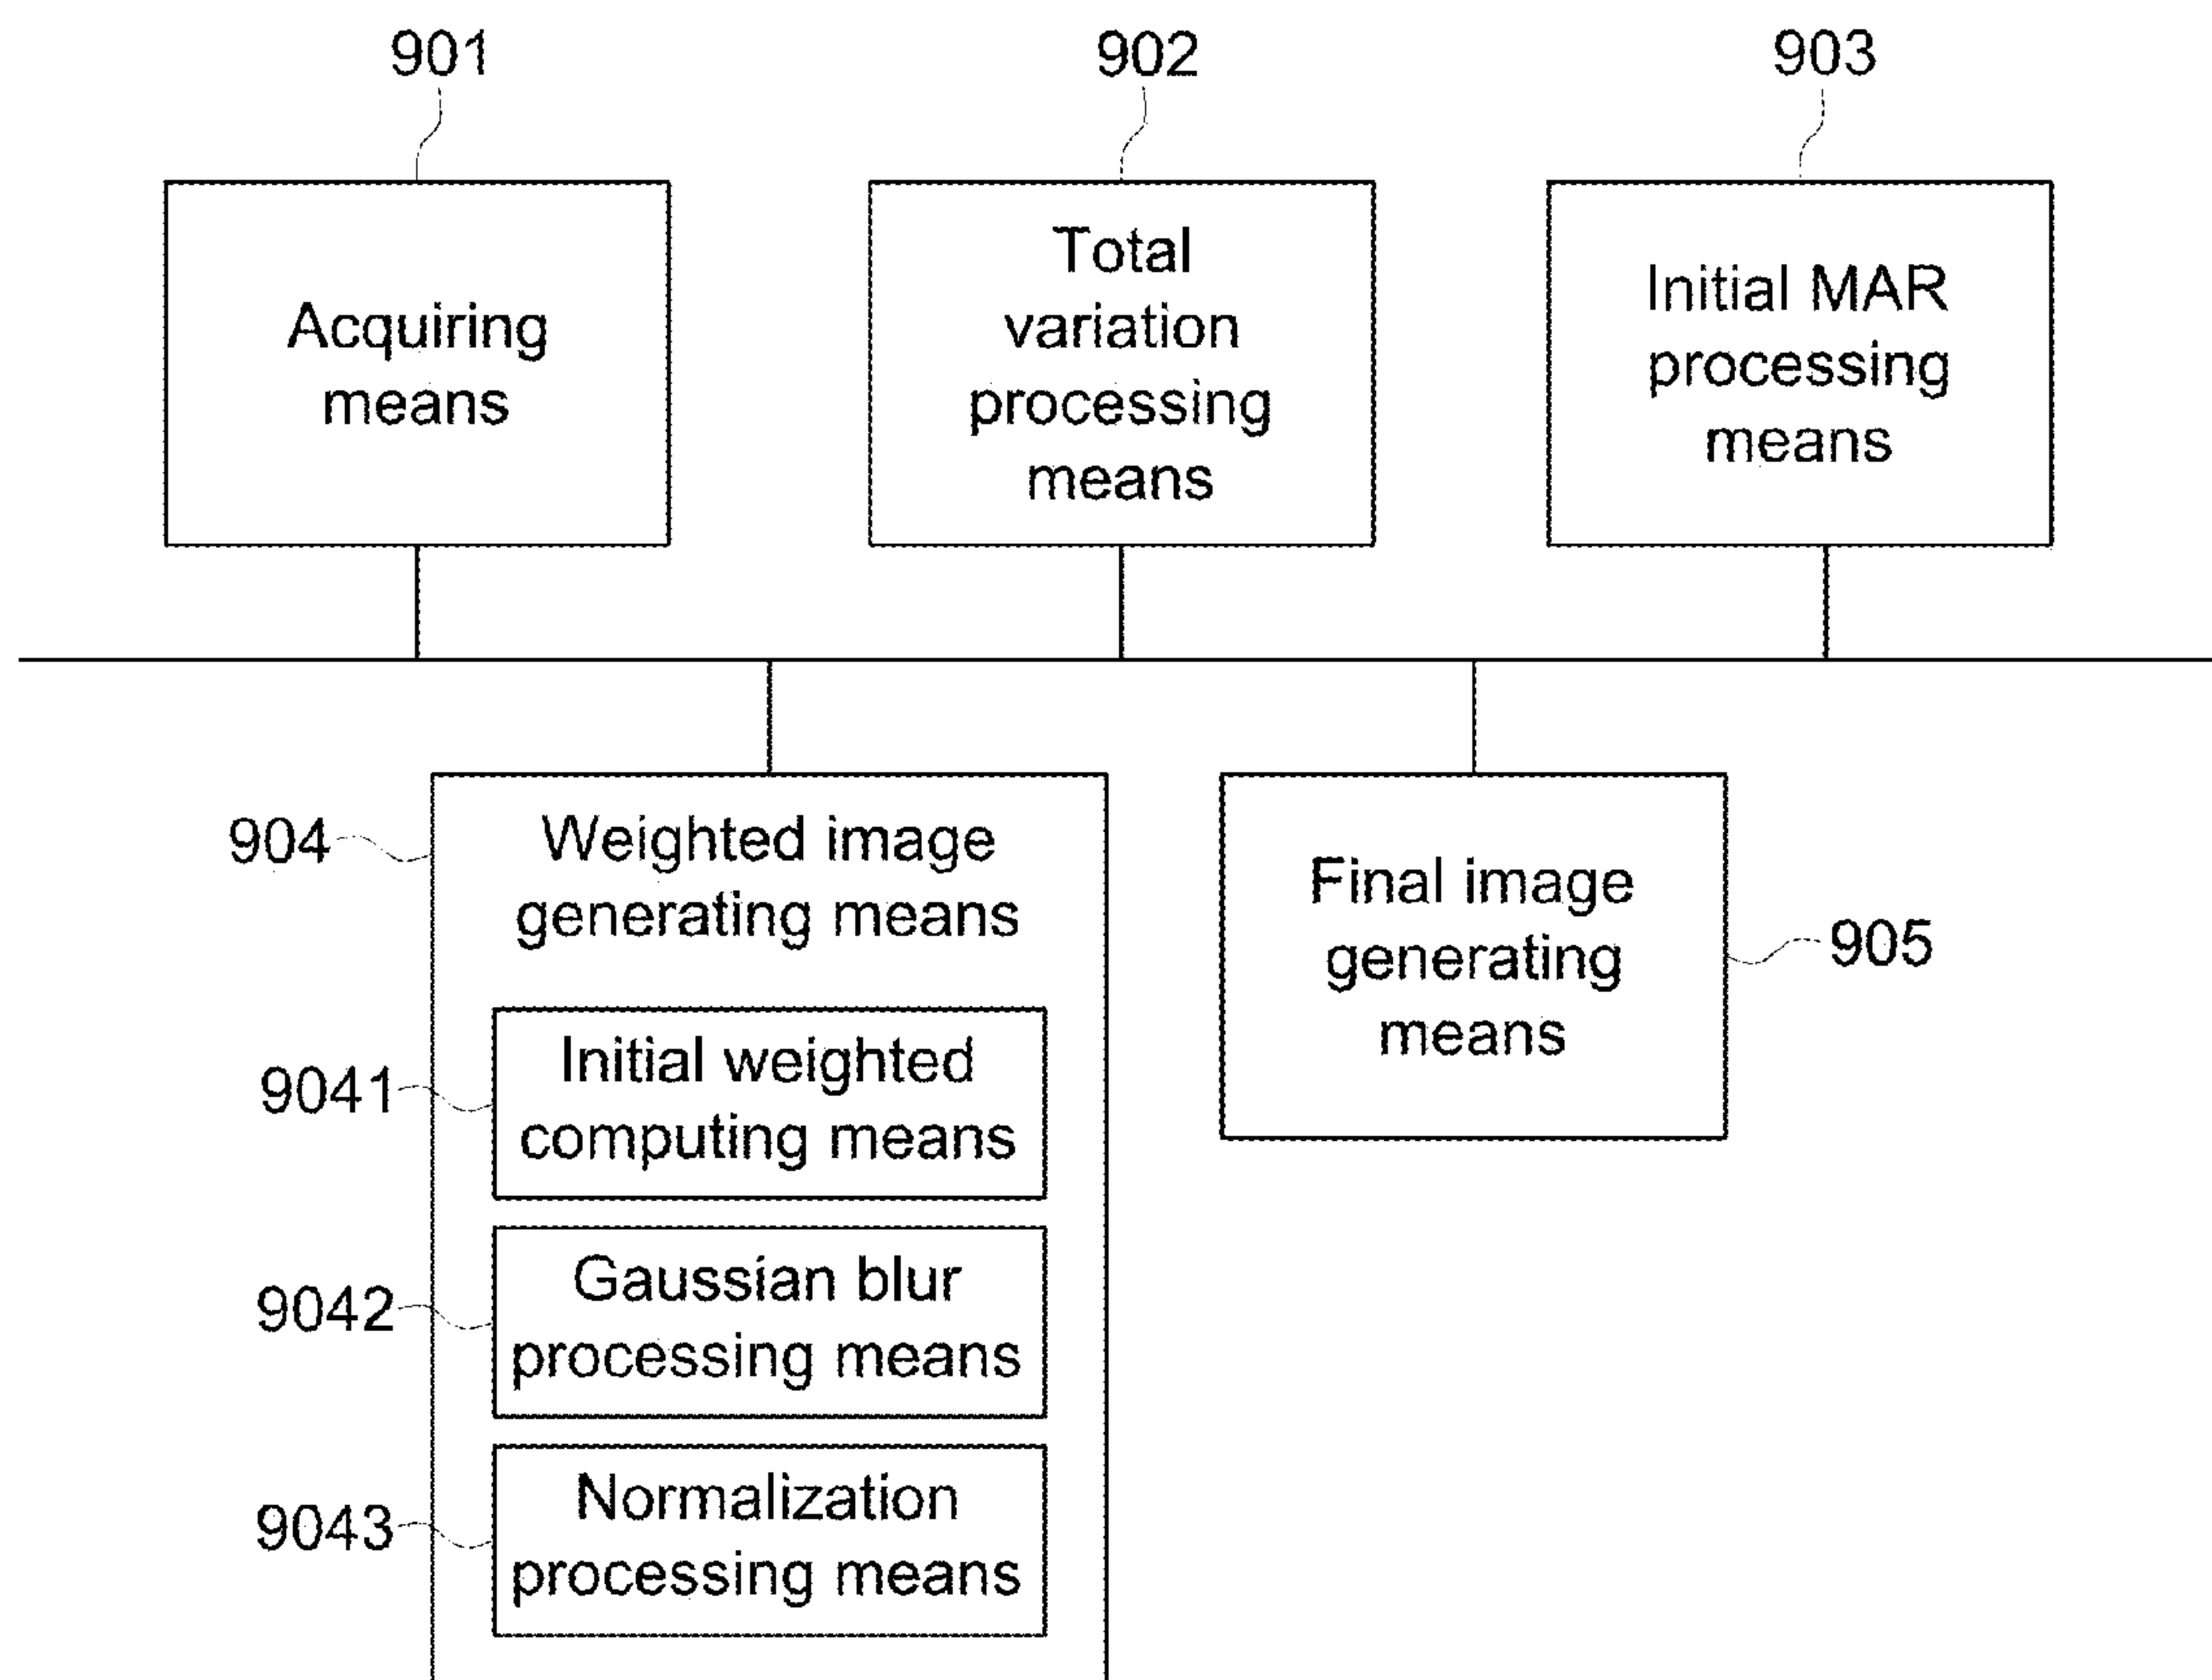 901
902
903
Acquiring
means
Total
variation
processing
means
Initial MAR
processing
means
904
Weighted image
generating means
9041
Initial weighted
computing means
9042
Gaussian blur
processing means
9043
Normalization
processing means
Final image
generating
means
905